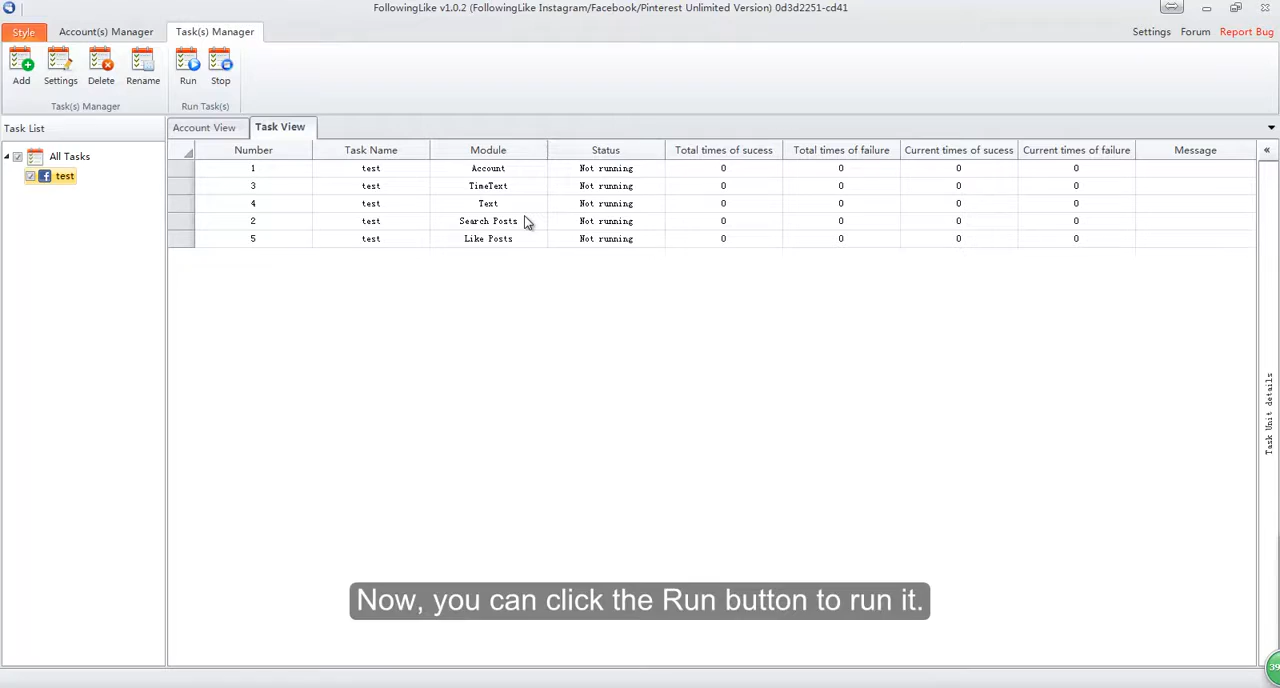 FollowingLike v1.0.2 (FollowingLike Instagram/Facebook/Pinterest Unlimited Version) 0d3d2251-cd41
Style Account(s) Manager Task(s) Manager Settings Forum Report Bug
Add Settings Delete Rename Run Stop
Task(s) Manager Run Task(s)
Task List Account View Task View
Number Task Name Module Status Total times of sucess Total times of failure Current times of sucess Current times of failure Message «
All Tasks
test
1 test Account Not running 0 0 0 0
3 test TimeText Not running 0 0 0 0
4 test Text Not running 0 0 0 0
2 test Search Posts Not running 0 0 0 0
5 test Like Posts Not running 0 0 0 0
Task Unit details
Now, you can click the Run button to run it.
39